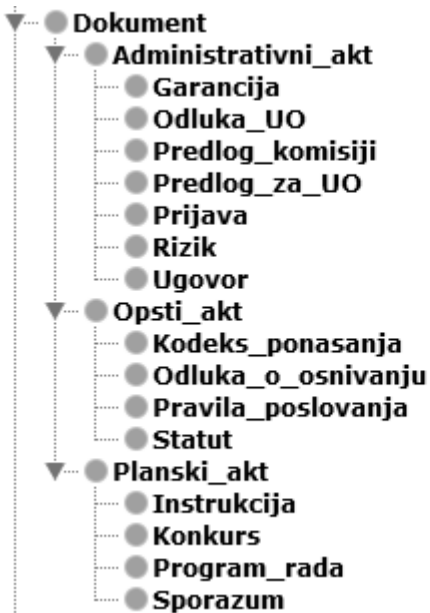 Dokument
Administrativni_akt
Garancija
Odluka_UO
Predlog_komisiji
Predlog_za_UO
Prijava
Rizik
Ugovor
Opsti_akt
Kodeks_ponasanja
Odluka_o_osnivanju
Pravila_poslovanja
Statut
Planski_akt
Instrukcija
Konkurs
Program_rada
Sporazum